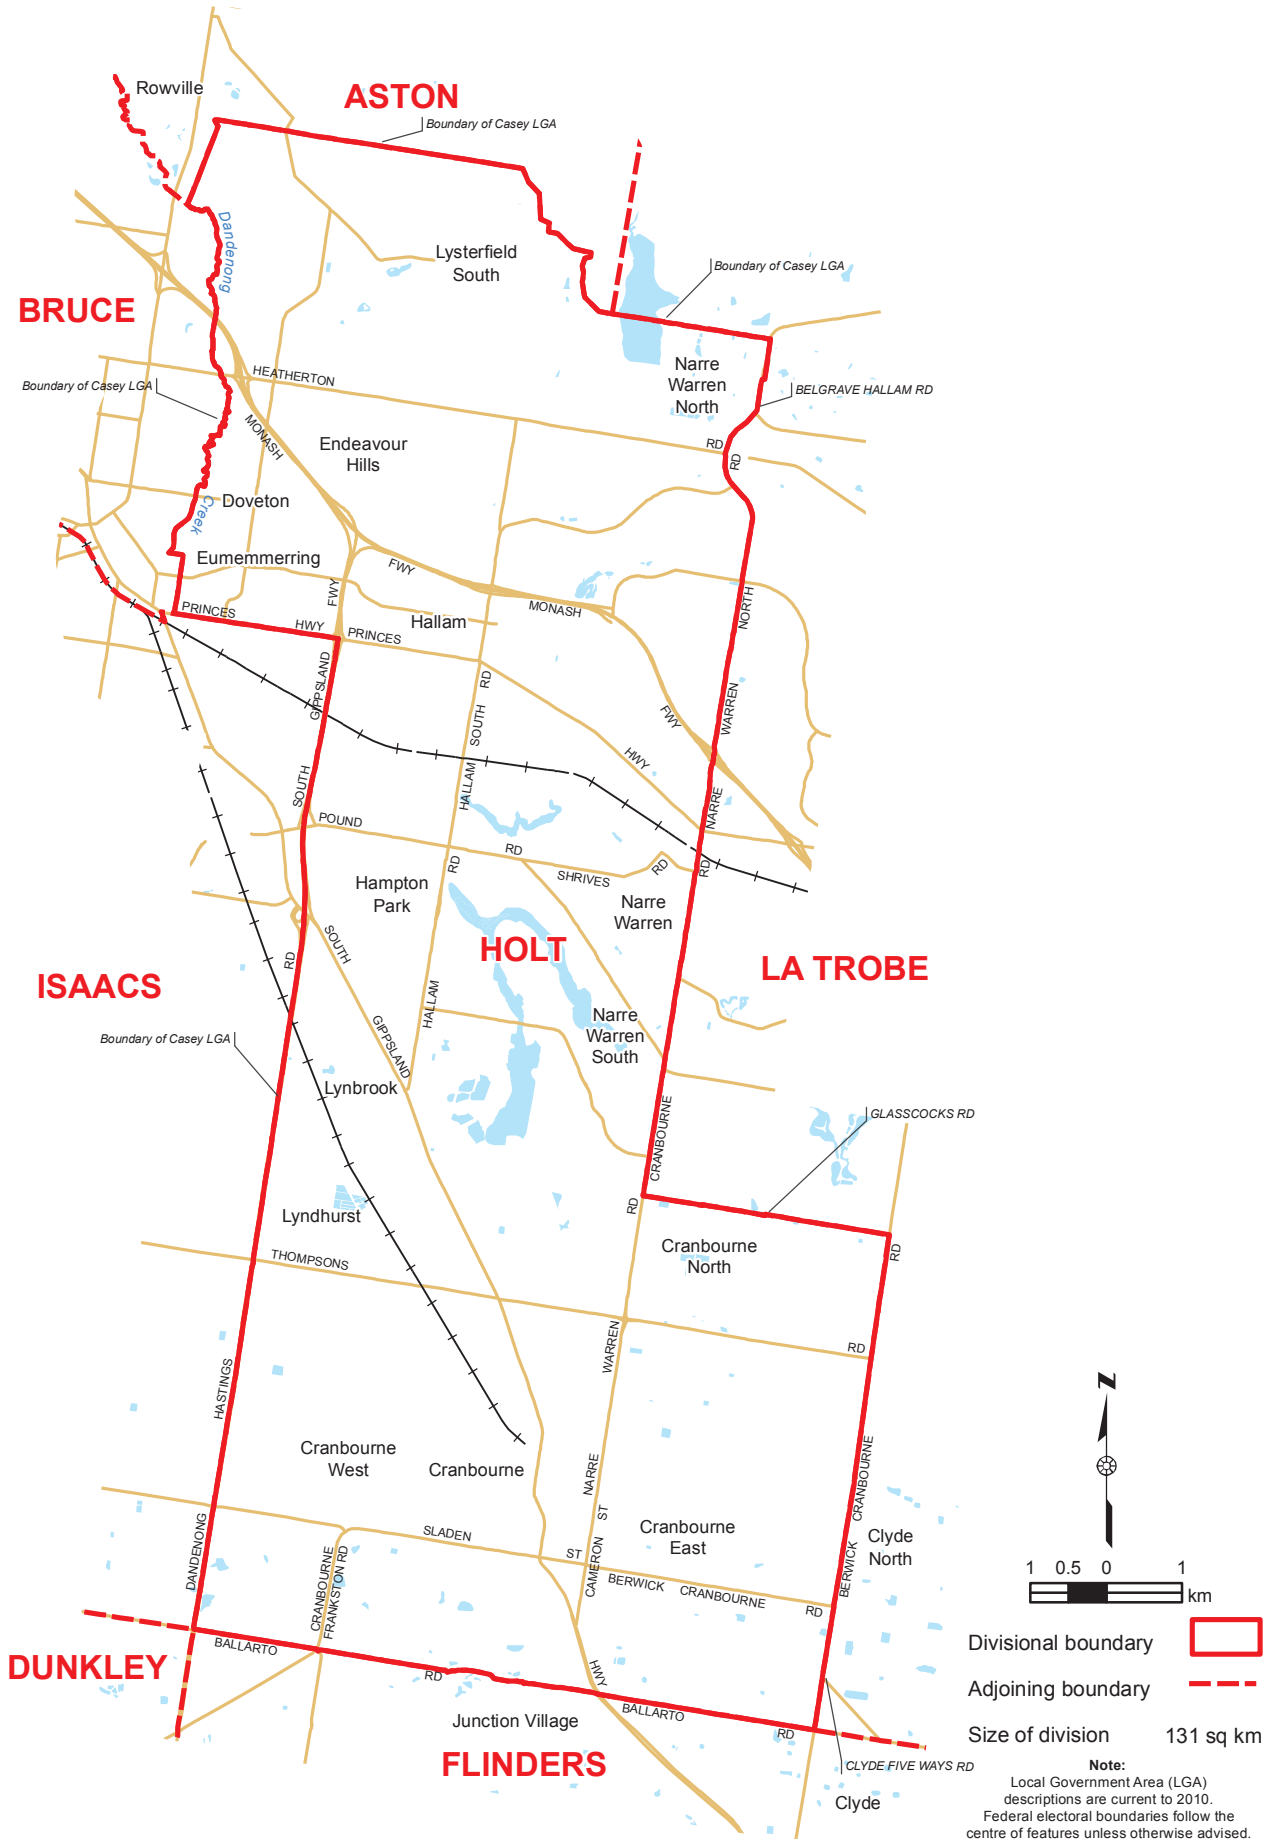 Rowville
ASTON
Boundary of Casey LGA
Dandenong
Lysterfield
South
Boundary of Casey LGA
BRUCE
Narre
Warren
North
HEATHERTON
Boundary of Casey LGA
BELGRAVE HALLAM RD
MONASH
RD
RD
Endeavour
Hills
Doveton
Creek
Eumemmerring
FWY
FWY
MONASH
NORTH
PRINCES
HWY
PRINCES
Hallam
GIPPSLAND
RD
WARREN
FWY
SOUTH
HWY
SOUTH
HALLAM
NARRE
POUND
RD
RD
SHRIVES
RD
RD
Hampton
Park
Narre
Warren
SOUTH
HOLT
LA TROBE
RD
ISAACS
HALLAM
GIPPSLAND
Narre
Warren
South
Boundary of Casey LGA
Lynbrook
CRANBOURNE
GLASSCOCKS RD
RD
Lyndhurst
Cranbourne
North
RD
THOMPSONS
WARREN
RD
HASTINGS
Cranbourne
West
Cranbourne
NARRE
CRANBOURNE
ST
DANDENONG
SLADEN
Cranbourne
East
Clyde
North
CRANBOURNE
FRANKSTON RD
ST
CAMERON
BERWICK
CRANBOURNE
RD
BERWICK
N
1 0.5 0 1
km
Divisional boundary
BALLARTO
DUNKLEY
RD
HWY
Adjoining boundary
BALLARTO
Junction Village
RD
Size of division 131 sq km
FLINDERS
CLYDE FIVE WAYS RD
Clyde
Note:
Local Government Area (LGA)
descriptions are current to 2010.
Federal electoral boundaries follow the
centre of features unless otherwise advised.